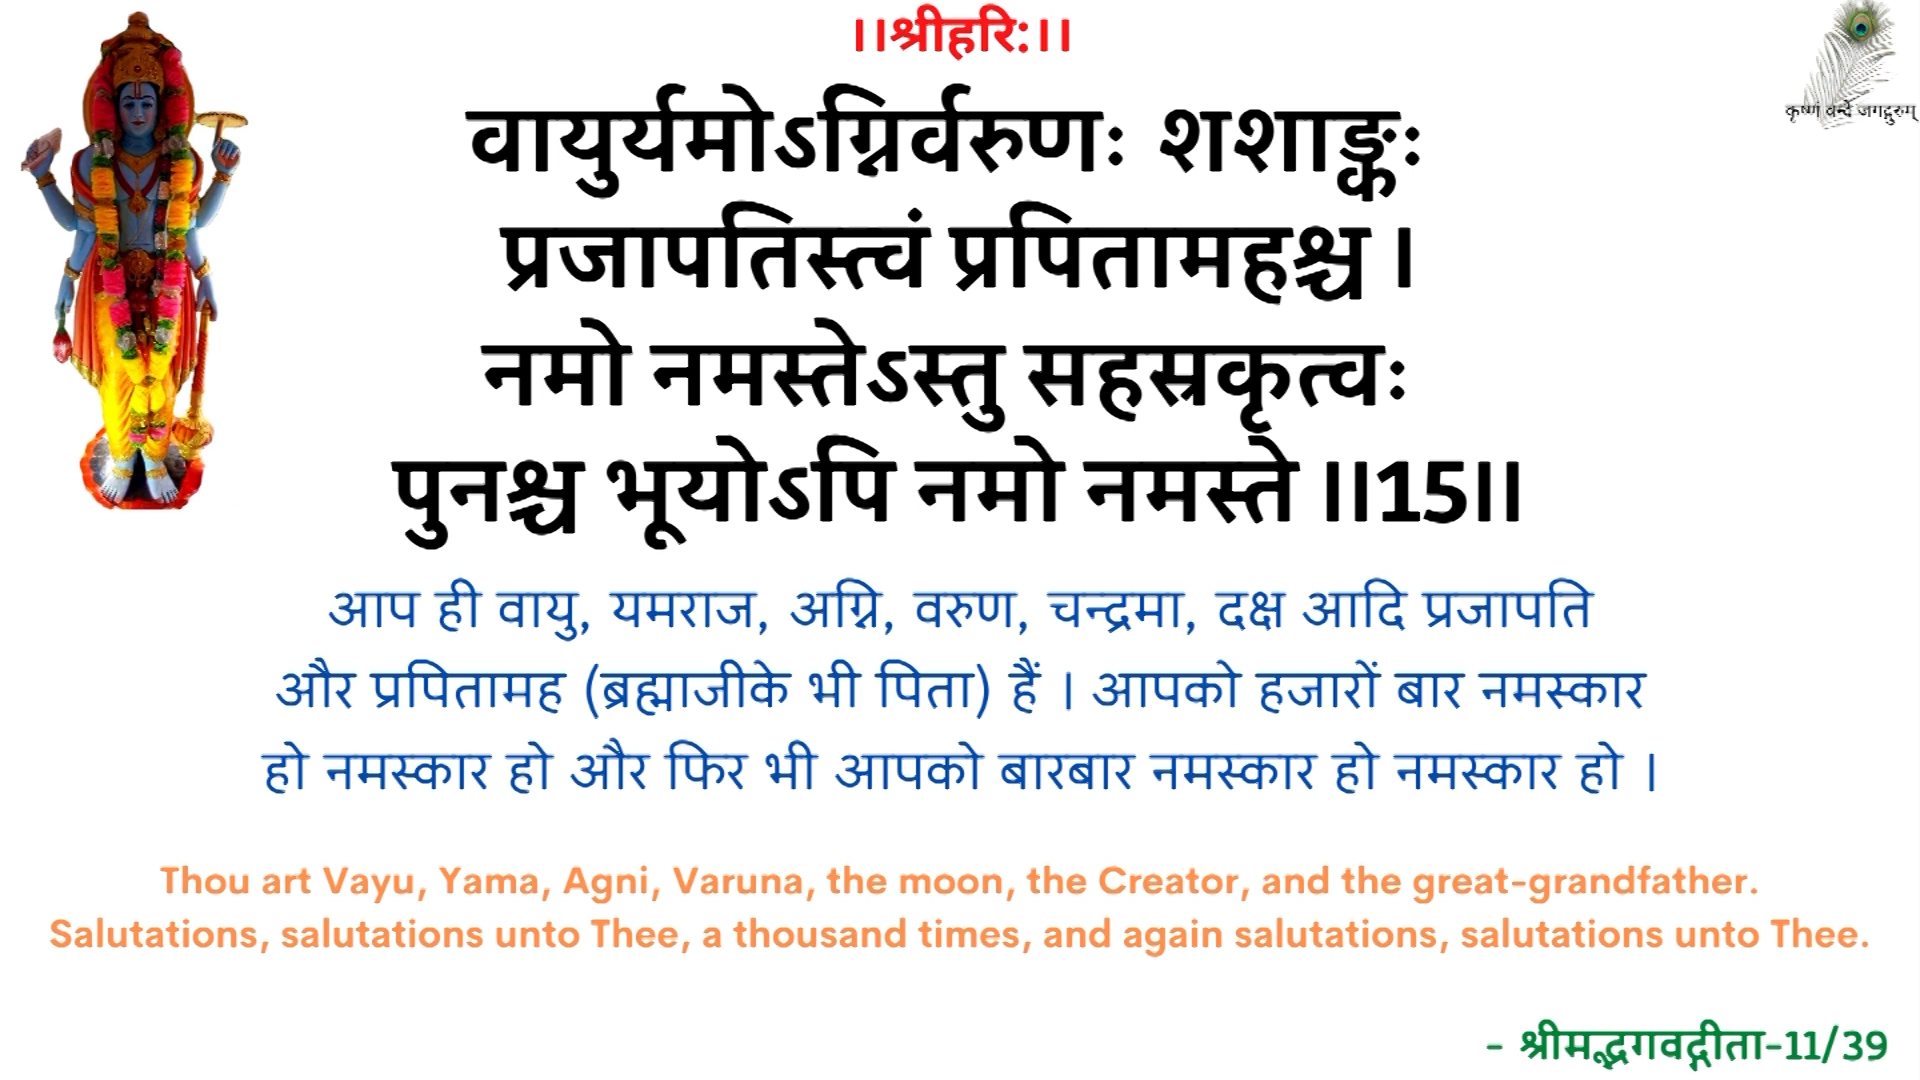 ।।श्रीहरि:।।
कृष्णं वन्दे जगद्गुरुम्
वायुर्यमोऽग्निर्वरुणः शशाङ्कः
प्रजापतिस्त्वं प्रपितामहश्च ।
नमो नमस्तेऽस्तु सहस्रकृत्वः
पुनश्च भूयोऽपि नमो नमस्ते ॥15॥
आप ही वायु, यमराज, अग्नि, वरुण, चन्द्रमा, दक्ष आदि प्रजापति
और प्रपितामह (ब्रह्माजीके भी पिता) हैं । आपको हजारों बार नमस्कार
हो नमस्कार हो और फिर भी आपको बारबार नमस्कार हो नमस्कार हो ।
Thou art Vayu, Yama, Agni, Varuna, the moon, the Creator, and the great-grandfather.
Salutations, salutations unto Thee, a thousand times, and again salutations, salutations unto Thee.
- श्रीमद्भगवद्गीता-11/39